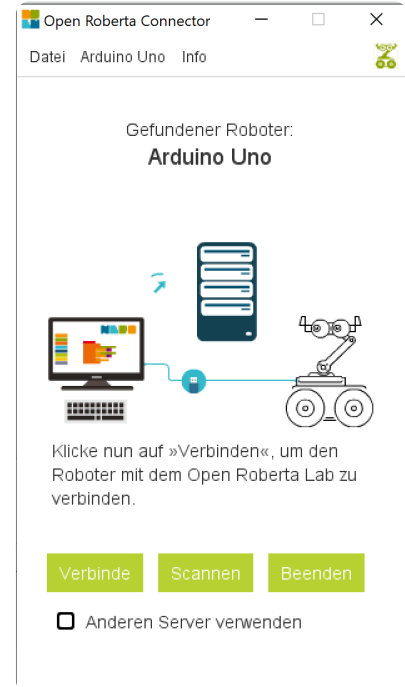 Open Roberta Connector
Datei Arduino Uno Info
Gefundener Roboter:
Arduino Uno
Klicke nun auf »Verbinden«, um den
Roboter mit dem Open Roberta Lab zu
verbinden.
Verbinde Scannen Beenden
Anderen Server verwenden